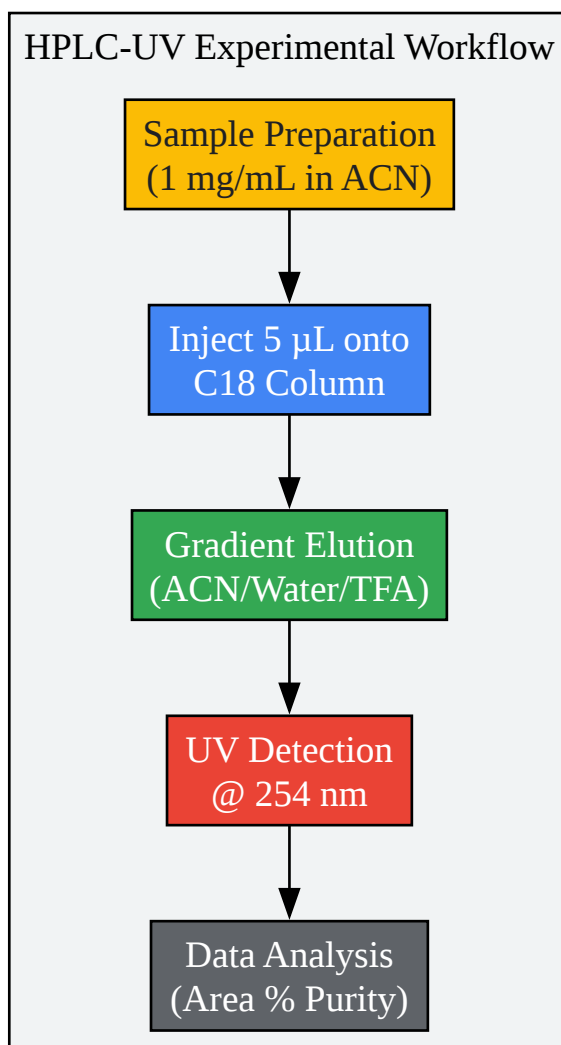 HPLC-UV Experimental Workflow
Sample Preparation
(1 mg/mL in ACN)
Inject 5 µL onto
C18 Column
Gradient Elution
(ACN/Water/TFA)
UV Detection
@ 254 nm
Data Analysis
(Area % Purity)